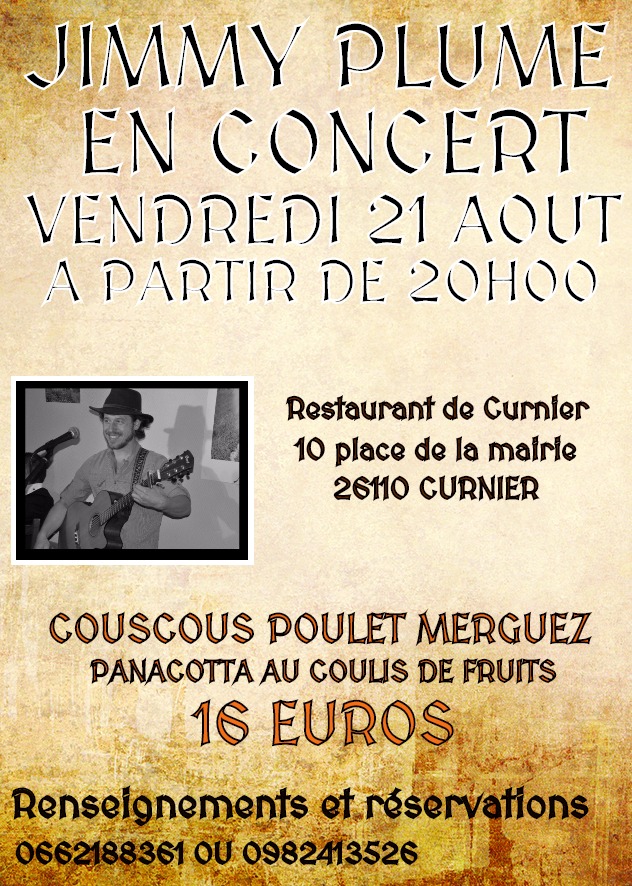 JIMMY PLUME
EN CONCERT
VENDREDI 21 AOUT
A PARTIR DE 20H00
Restaurant de Curnier
10 place de la mairie
26110 CURNIER
COUSCOUS POULET MERGUEZ
PANACOTTA AU COULIS DE FRUITS
16 EUROS
Renseignements et réservations
0662188361 OU 0982413526